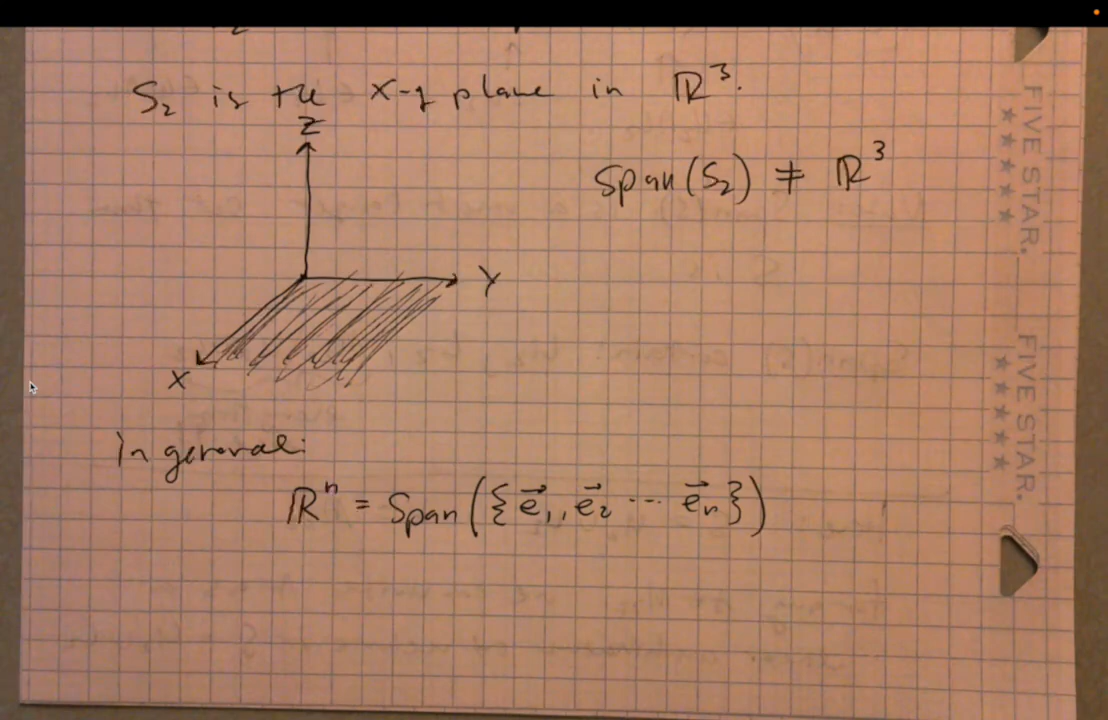 S₂ is the x-y plane in ℝ³.
Z
Span(S₂) ≠ ℝ³
Y
X
In general:
ℝⁿ = Span({e⃗₁, e⃗₂ ... e⃗ₙ})
FIVE STAR.
FIVE STAR.